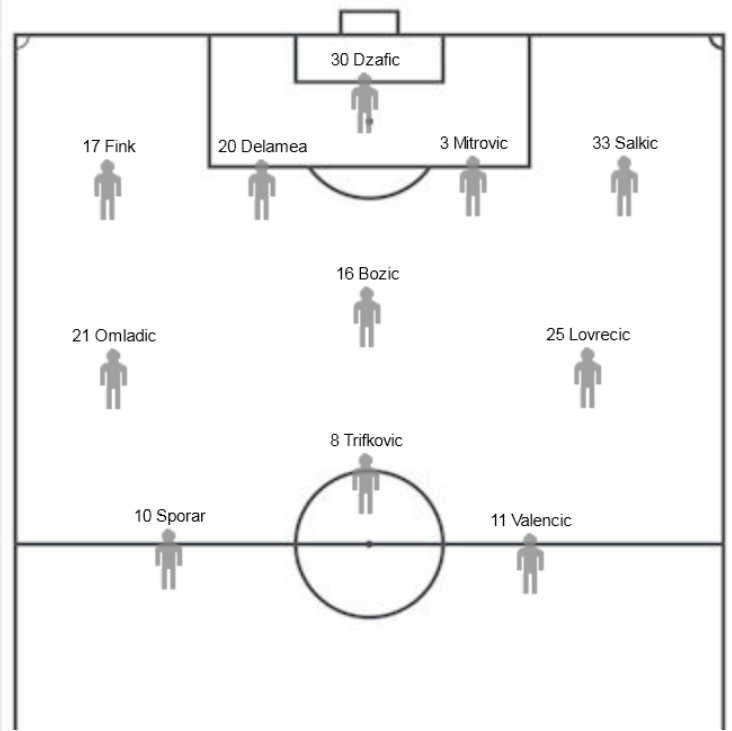 30 Dzafic
17 Fink
20 Delamea
3 Mitrovic
33 Salkic
16 Bozic
21 Omladic
25 Lovrecic
8 Trifkovic
10 Sporar
11 Valencic